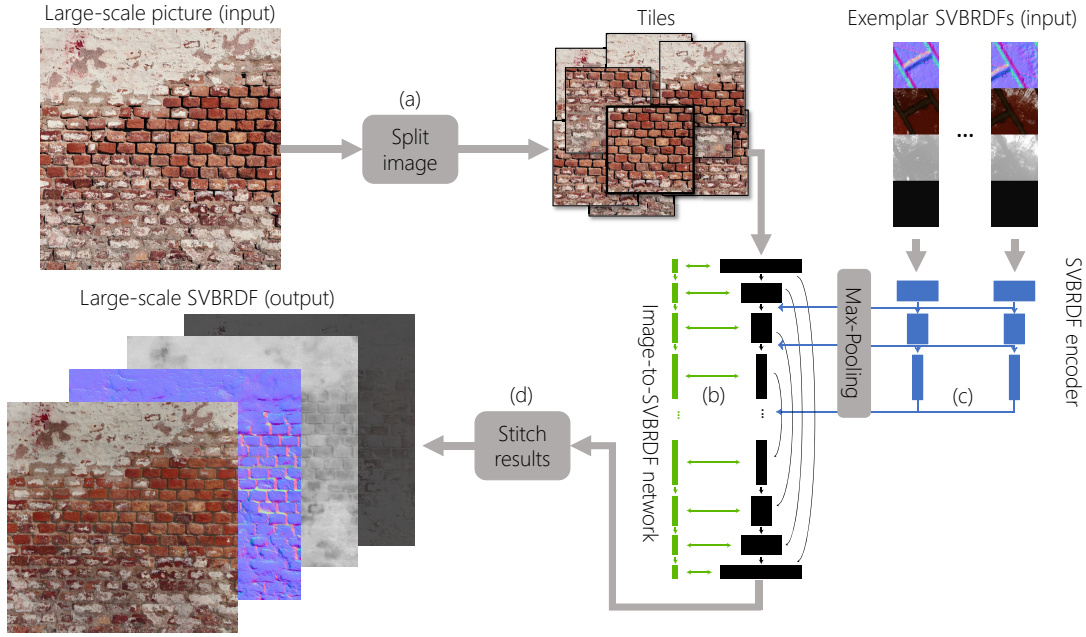 Large-scale picture (input)
Tiles
Exemplar SVBRDFs (input)
(a)
Split
image
...
SVBRDF encoder
Max-Pooling
(c)
Image-to-SVBRDF network
(b)
...
...
Large-scale SVBRDF (output)
(d)
Stitch
results